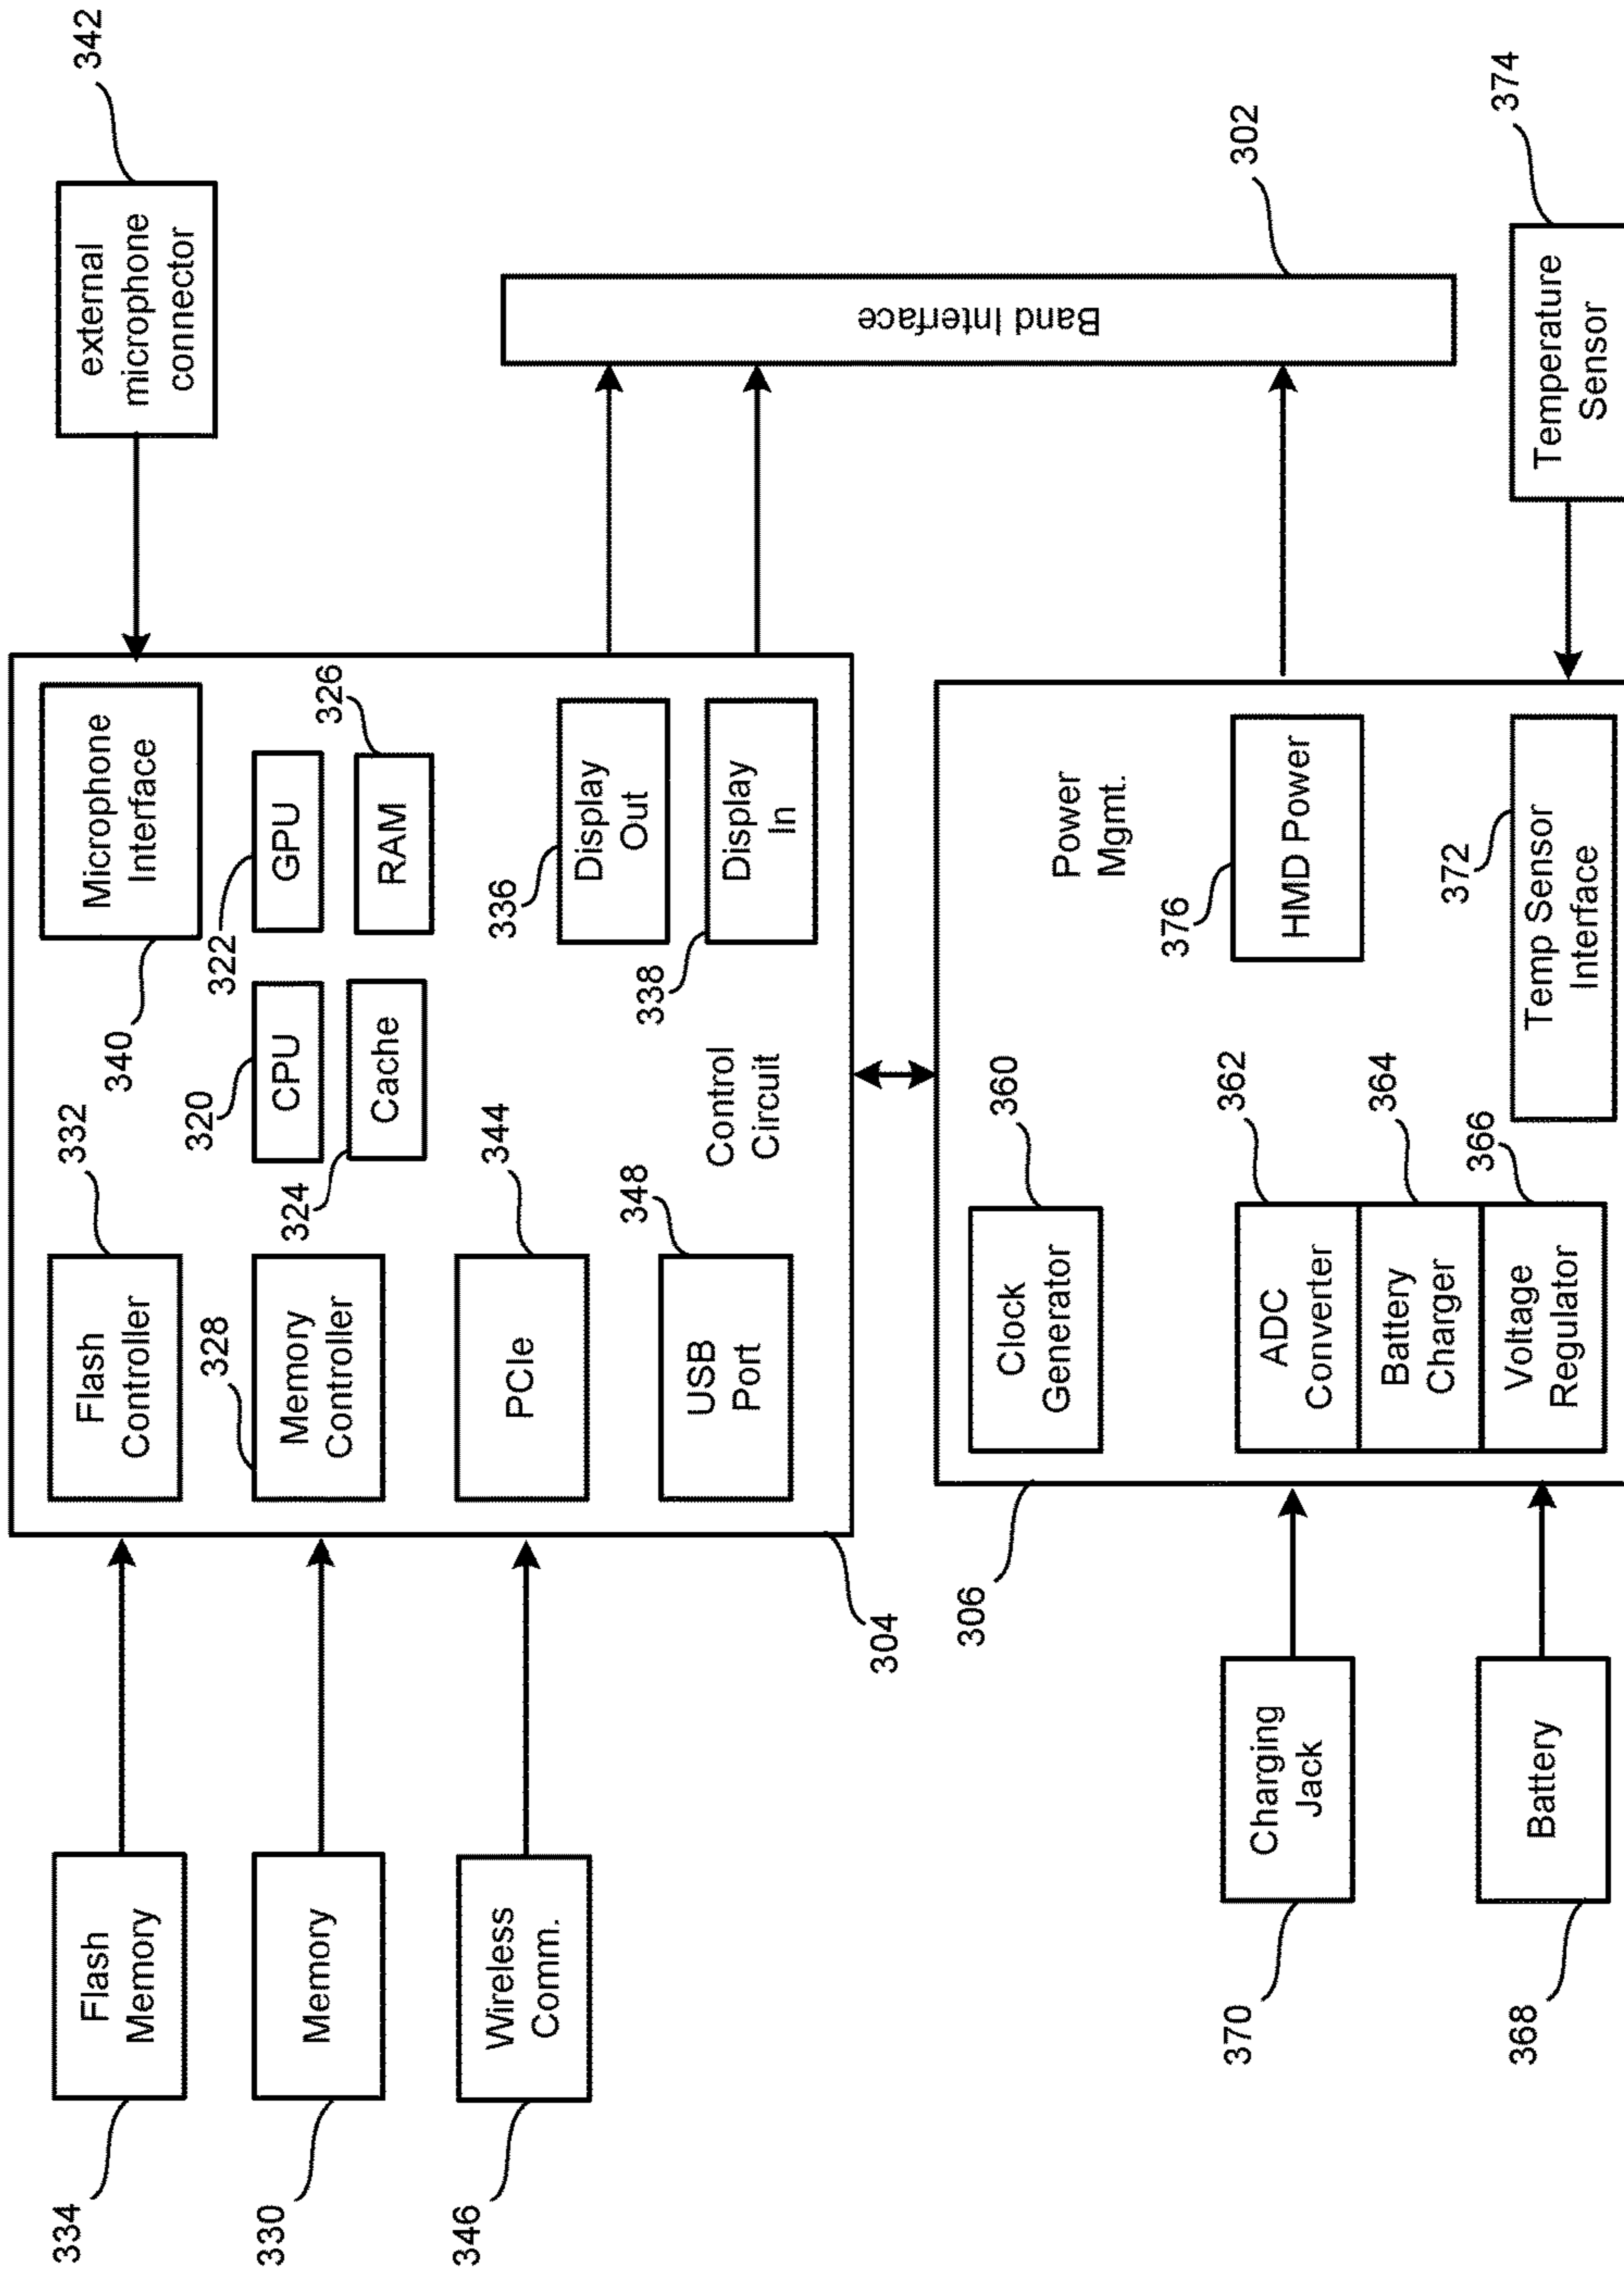 334
Flash
Memory
330
Memory
346
Wireless
Comm.
332
Flash
Controller
328
Memory
Controller
344
PCIe
348
USB
Port
320
CPU
322
GPU
324
Cache
326
RAM
340
Microphone
Interface
336
Display
Out
338
Display
In
Control
Circuit
304
342
external
microphone
connector
Band Interface
302
306
370
Charging
Jack
368
Battery
360
Clock
Generator
362
ADC
Converter
364
Battery
Charger
366
Voltage
Regulator
Power
Mgmt.
376
HMD Power
372
Temp Sensor
Interface
374
Temperature
Sensor